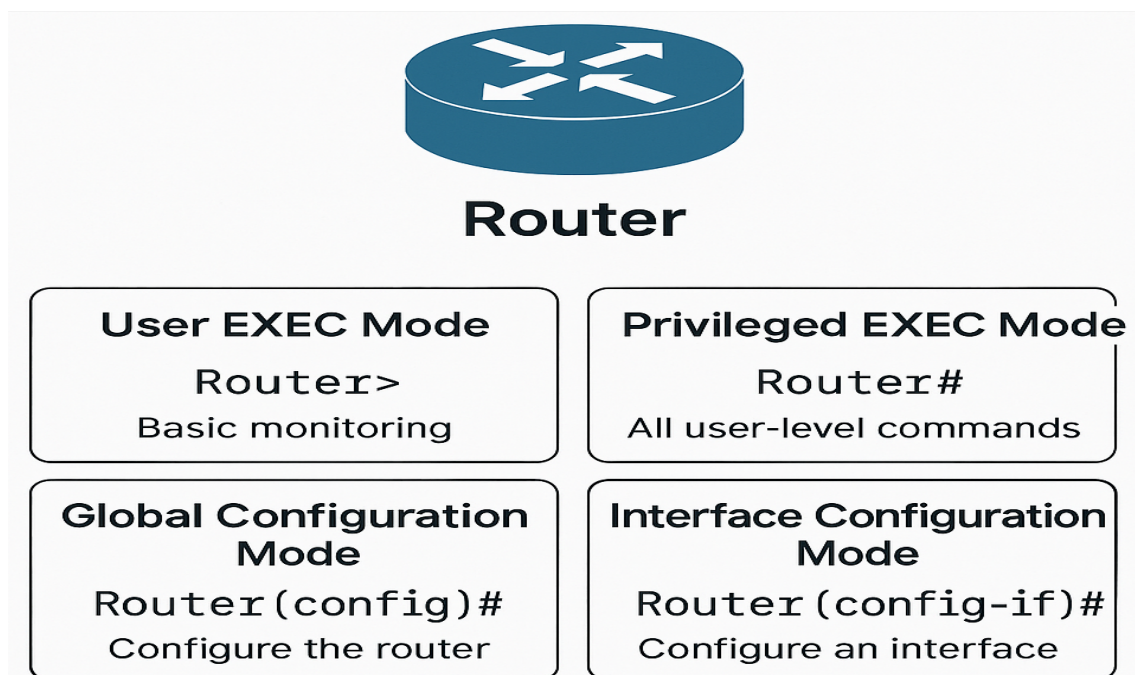 Router
User EXEC Mode
Router>
Basic monitoring
Privileged EXEC Mode
Router#
All user-level commands
Global Configuration
Mode
Router(config)#
Configure the router
Interface Configuration
Mode
Router(config-if)#
Configure an interface